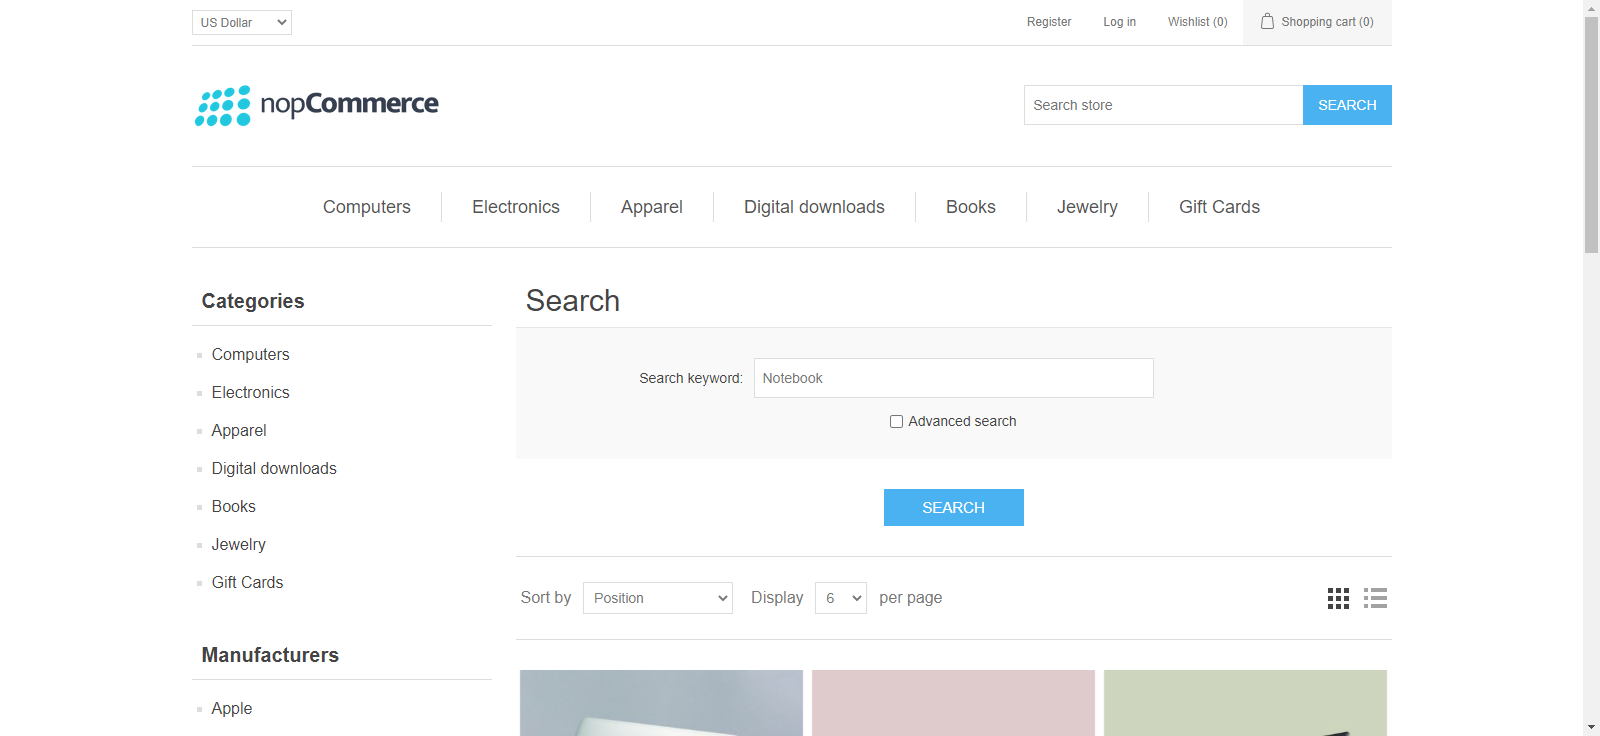 US Dollar
Register
Log in
Wishlist (0)
Shopping cart (0)
nopCommerce
Search store
SEARCH
Computers
Electronics
Apparel
Digital downloads
Books
Jewelry
Gift Cards
Categories
Computers
Electronics
Apparel
Digital downloads
Books
Jewelry
Gift Cards
Manufacturers
Apple
Search
Search keyword:
Notebook
Advanced search
SEARCH
Sort by
Position
Display
6
per page